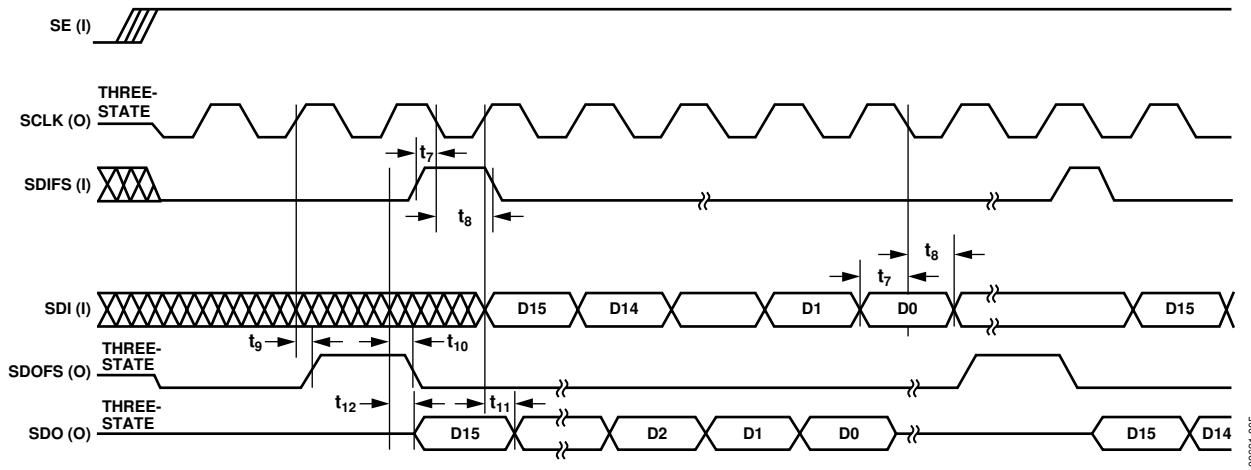 SE (I)
THREE-
STATE
SCLK (O)
t7
SDIFS (I)
t8
t8
t7
SDI (I)
D15
D14
D1
D0
D15
t9
t10
THREE-
STATE
SDOFS (O)
t12
t11
THREE-
STATE
SDO (O)
D15
D2
D1
D0
D15
D14